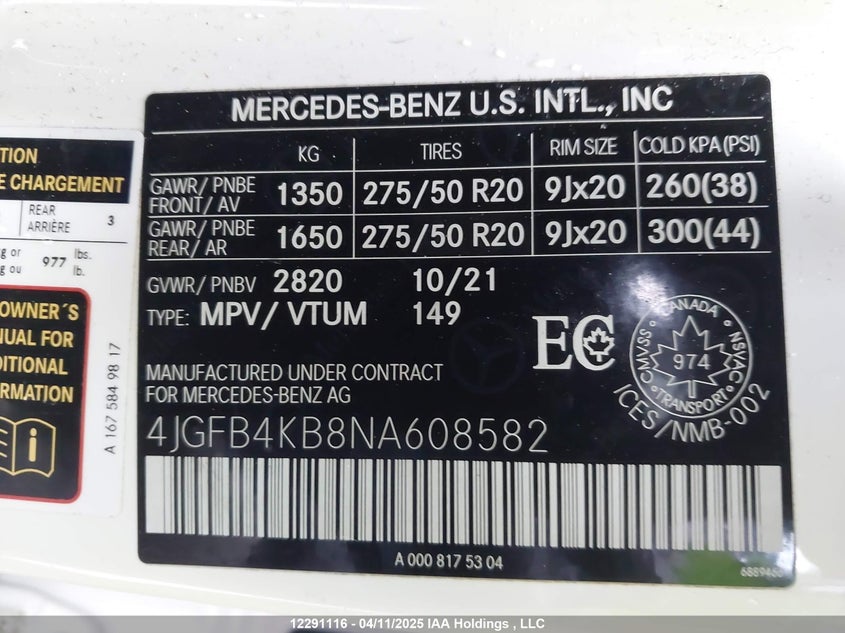 MERCEDES-BENZ U.S. INTL., INC
KG TIRES RIM SIZE COLD KPA (PSI)
GAWR/ PNBE FRONT/ AV 1350 275/50 R20 9Jx20 260(38)
GAWR/ PNBE REAR/ AR 1650 275/50 R20 9Jx20 300(44)
GVWR/ PNBV 2820 10/21
TYPE: MPV/ VTUM 149
EC
CANADA
CMVSS NSVAC
974
TRANSPORT
ICES/NMB-002
MANUFACTURED UNDER CONTRACT
FOR MERCEDES-BENZ AG
4JGFB4KB8NA608582
A 000 817 53 04
CHARGEMENT
REAR
ARRIÈRE
3
or
ou
977
lbs.
lb.
OWNER´S
FOR
A 167 584 98 17
12291116 - 04/11/2025 IAA Holdings , LLC